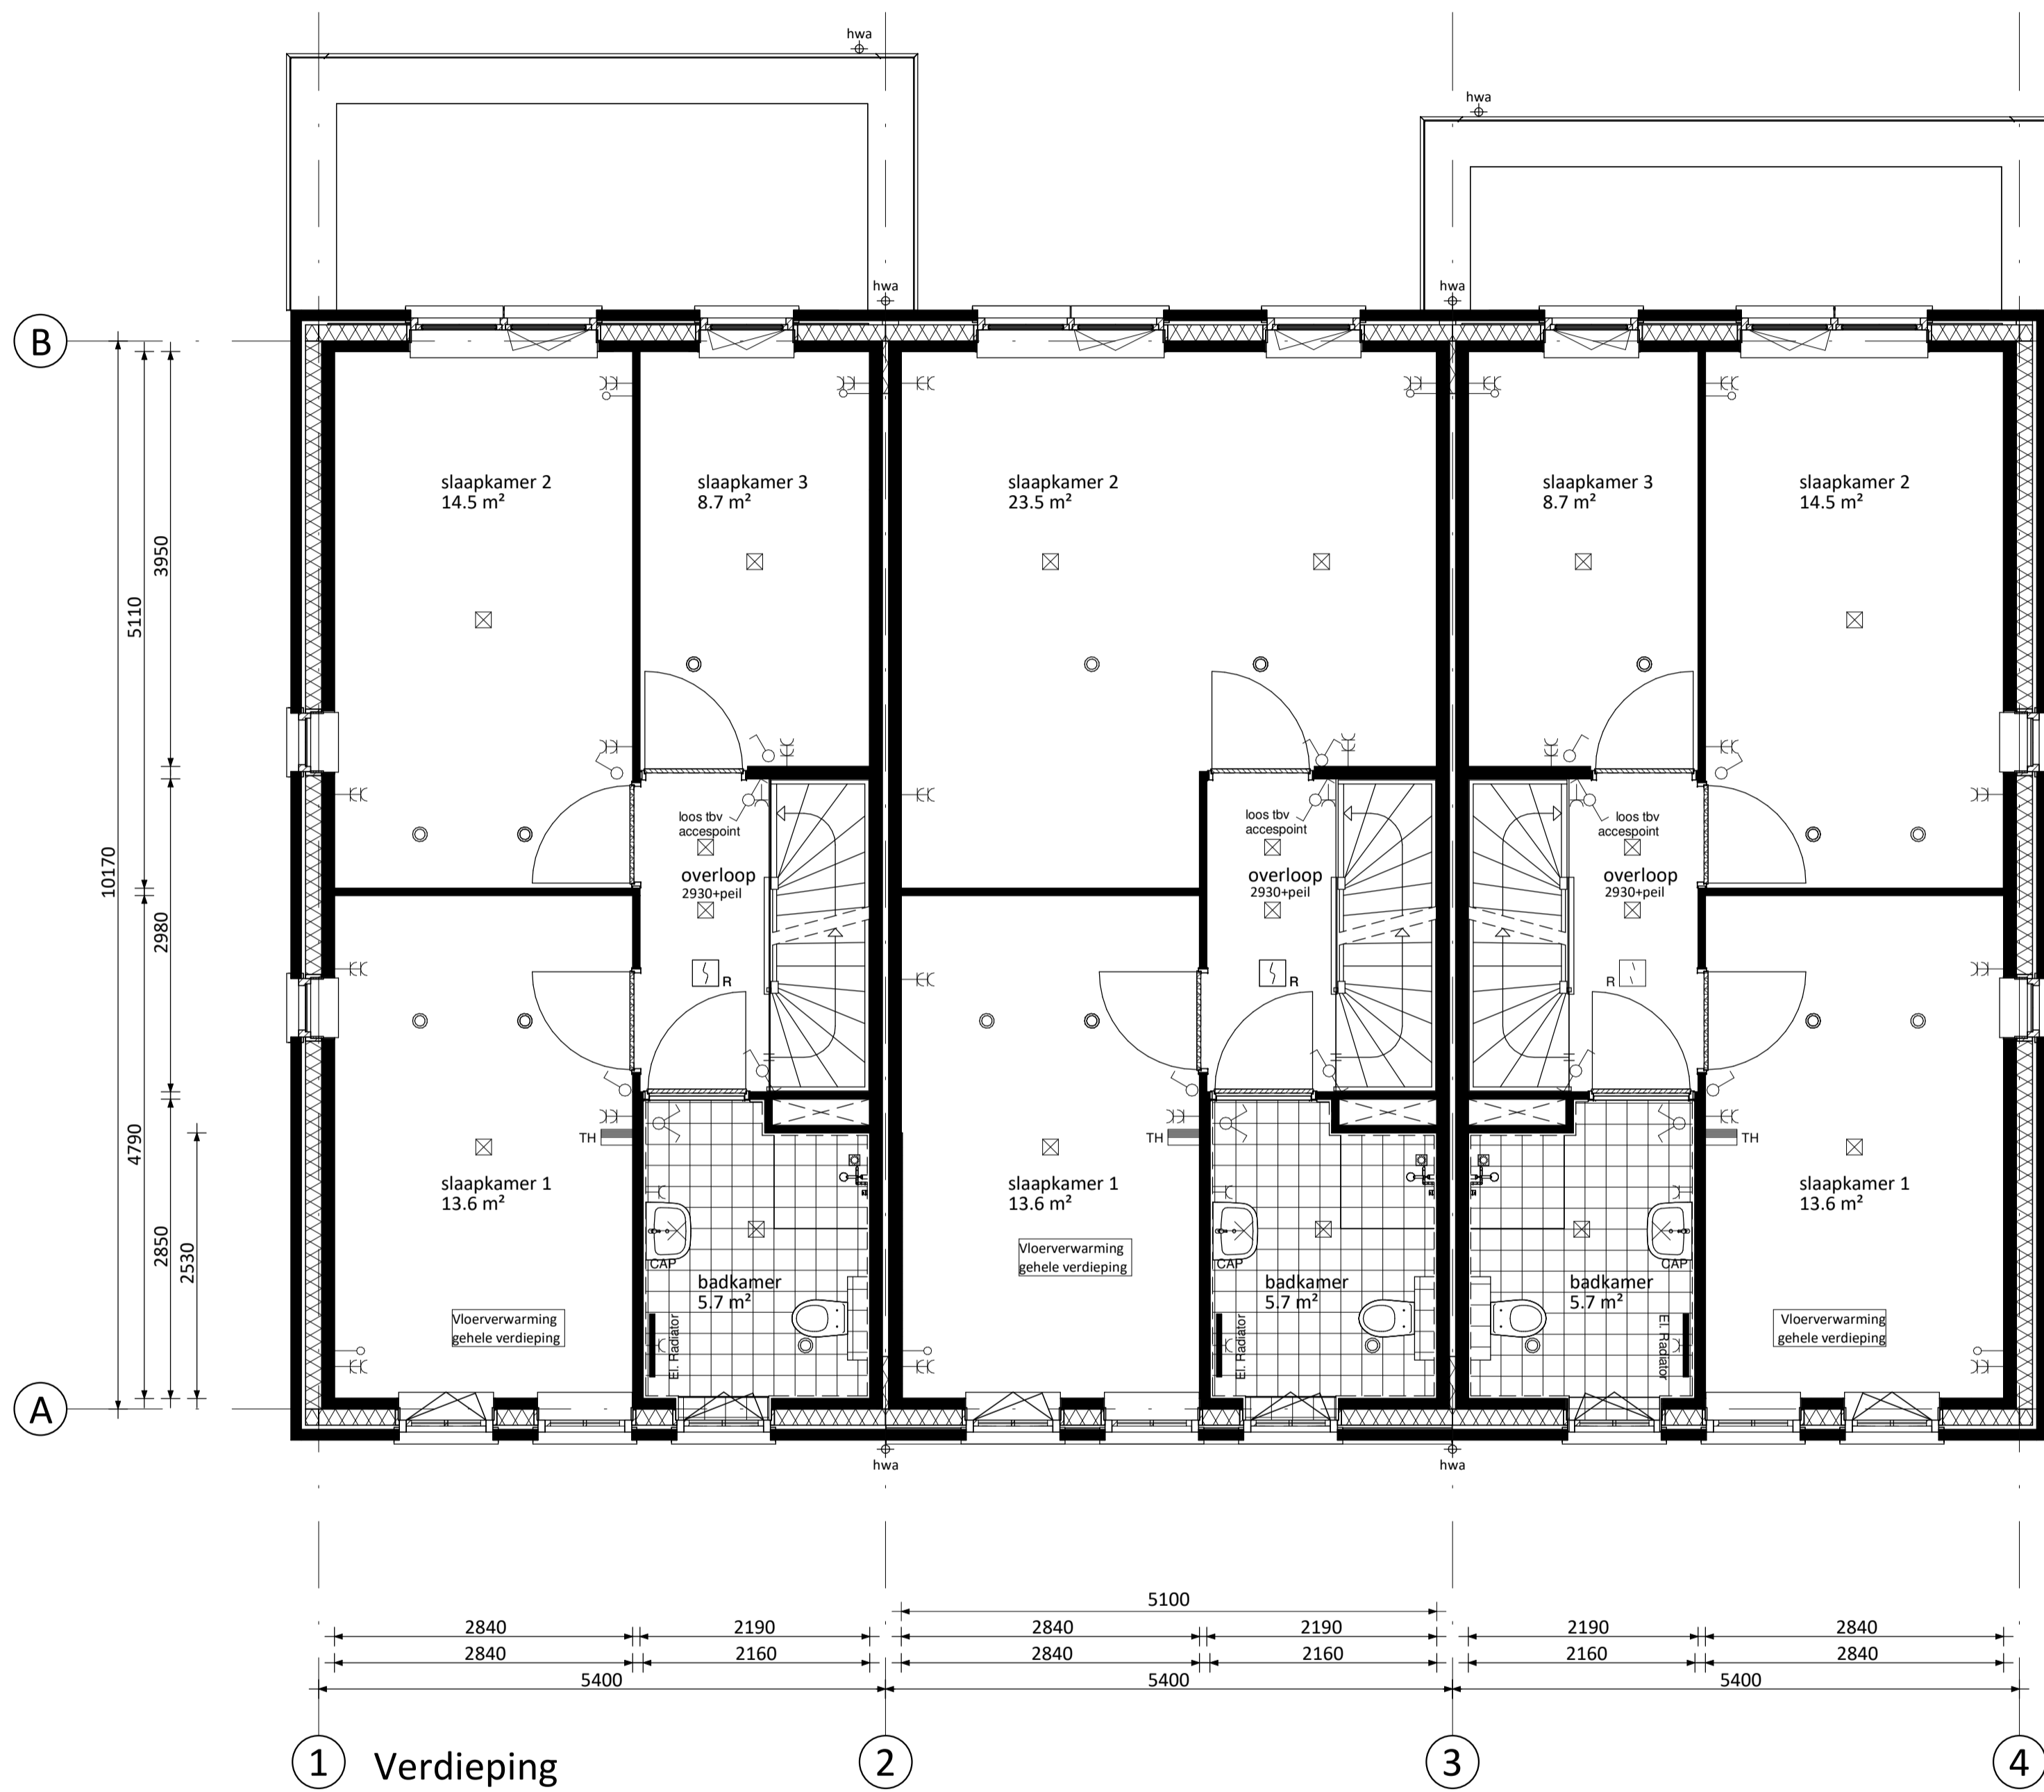 hwa
hwa
hwa
hwa
B
slaapkamer 2
14.5 m²
slaapkamer 3
8.7 m²
slaapkamer 2
23.5 m²
slaapkamer 3
8.7 m²
slaapkamer 2
14.5 m²
3950
5110
10170
2980
4790
2850
2530
loos tbv
accespoint
overloop
2930+peil
R
loos tbv
accespoint
overloop
2930+peil
R
loos tbv
accespoint
overloop
2930+peil
R
TH
TH
TH
slaapkamer 1
13.6 m²
slaapkamer 1
13.6 m²
slaapkamer 1
13.6 m²
CAP
CAP
CAP
badkamer
5.7 m²
badkamer
5.7 m²
badkamer
5.7 m²
Vloerverwarming
gehele verdieping
Vloerverwarming
gehele verdieping
Vloerverwarming
gehele verdieping
El. Radiator
El. Radiator
El. Radiator
A
hwa
hwa
5100
2840 2190 2840 2190 2190 2840
2840 2160 2840 2160 2160 2840
5400 5400 5400
1 Verdieping 2 3 4